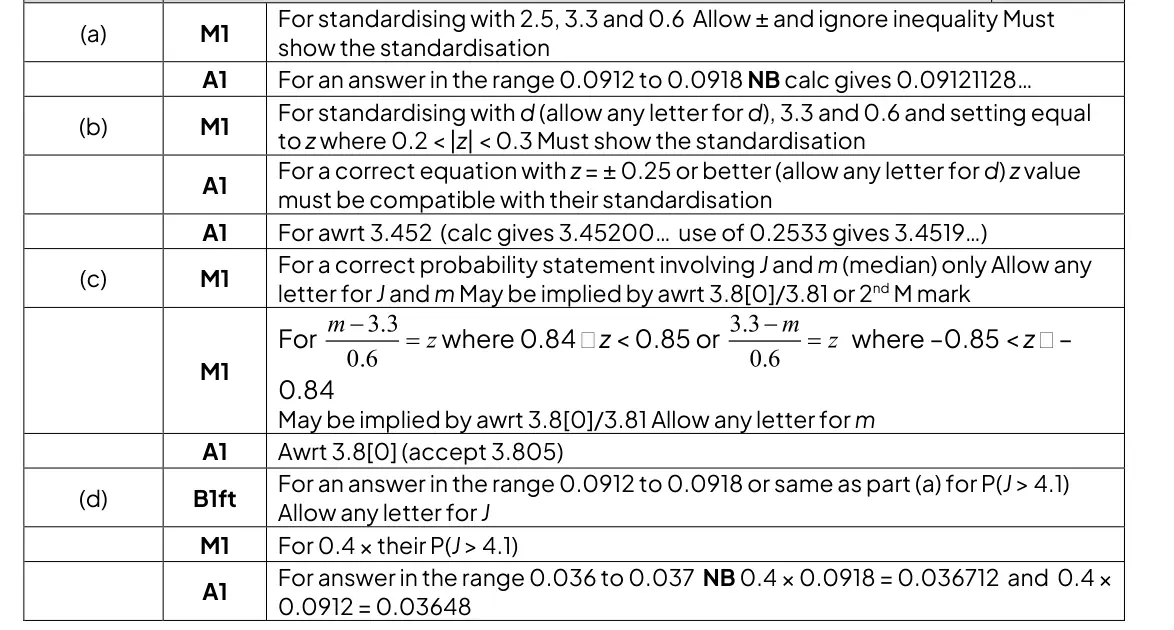 (a) M1 For standardising with 2.5, 3.3 and 0.6 Allow ± and ignore inequality Must
show the standardisation
A1 For an answer in the range 0.0912 to 0.0918 NB calc gives 0.09121128…
(b) M1 For standardising with d (allow any letter for d), 3.3 and 0.6 and setting equal
to z where 0.2 < |z| < 0.3 Must show the standardisation
A1 For a correct equation with z = ± 0.25 or better (allow any letter for d) z value
must be compatible with their standardisation
A1 For awrt 3.452 (calc gives 3.45200… use of 0.2533 gives 3.4519…)
(c) M1 For a correct probability statement involving J and m (median) only Allow any
letter for J and m May be implied by awrt 3.8[0]/3.81 or 2nd M mark
M1 For (m − 3.3)/0.6 = z where 0.84 □ z < 0.85 or (3.3 − m)/0.6 = z where −0.85 < z □ –
0.84
May be implied by awrt 3.8[0]/3.81 Allow any letter for m
A1 Awrt 3.8[0] (accept 3.805)
(d) B1ft For an answer in the range 0.0912 to 0.0918 or same as part (a) for P(J > 4.1)
Allow any letter for J
M1 For 0.4 × their P(J > 4.1)
A1 For answer in the range 0.036 to 0.037 NB 0.4 × 0.0918 = 0.036712 and 0.4 ×
0.0912 = 0.03648